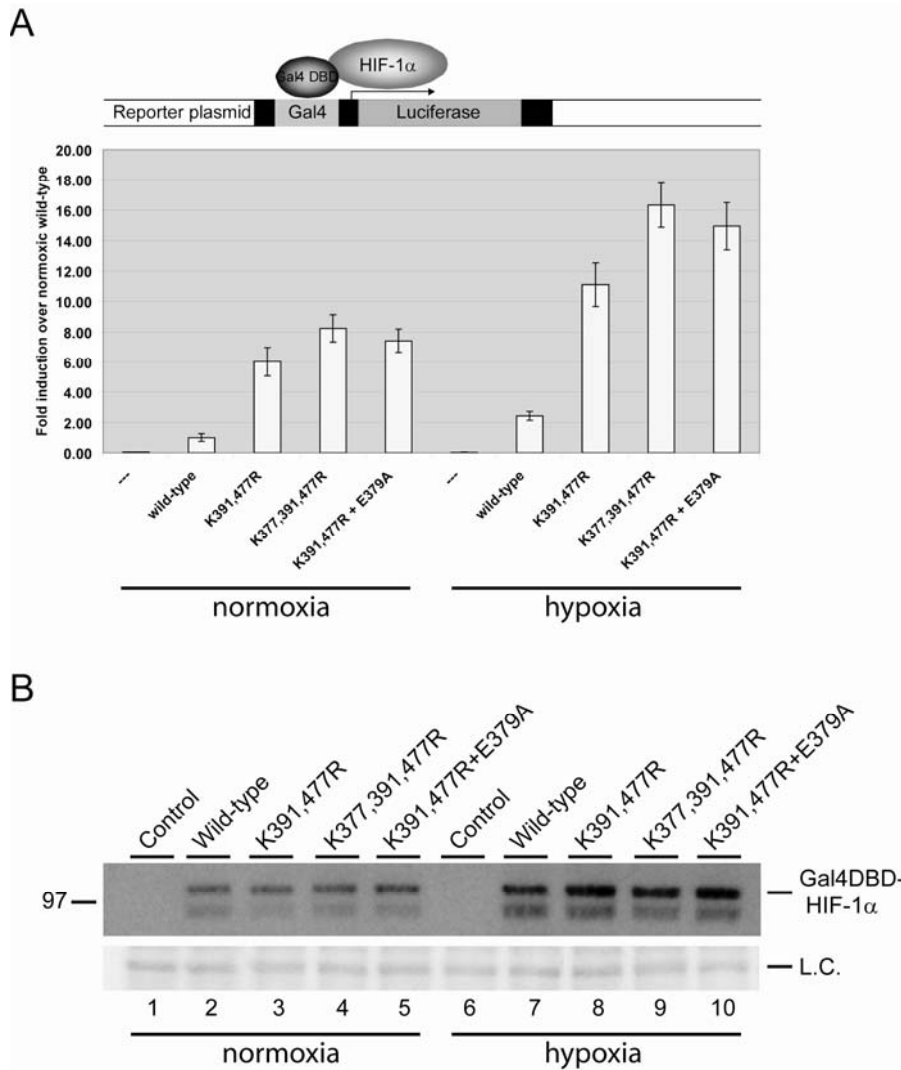 A
Gal4 DBD
HIF-1α
Reporter plasmid
Gal4
Luciferase
Fold induction over normoxic wild-type
20.00
18.00
16.00
14.00
12.00
10.00
8.00
6.00
4.00
2.00
0.00
---
wild-type
K391,477R
K377,391,477R
K391,477R + E379A
---
wild-type
K391,477R
K377,391,477R
K391,477R + E379A
normoxia
hypoxia
B
Control
Wild-type
K391,477R
K377,391,477R
K391,477R+E379A
Control
Wild-type
K391,477R
K377,391,477R
K391,477R+E379A
97
Gal4DBD-
HIF-1α
L.C.
1 2 3 4 5 6 7 8 9 10
normoxia
hypoxia